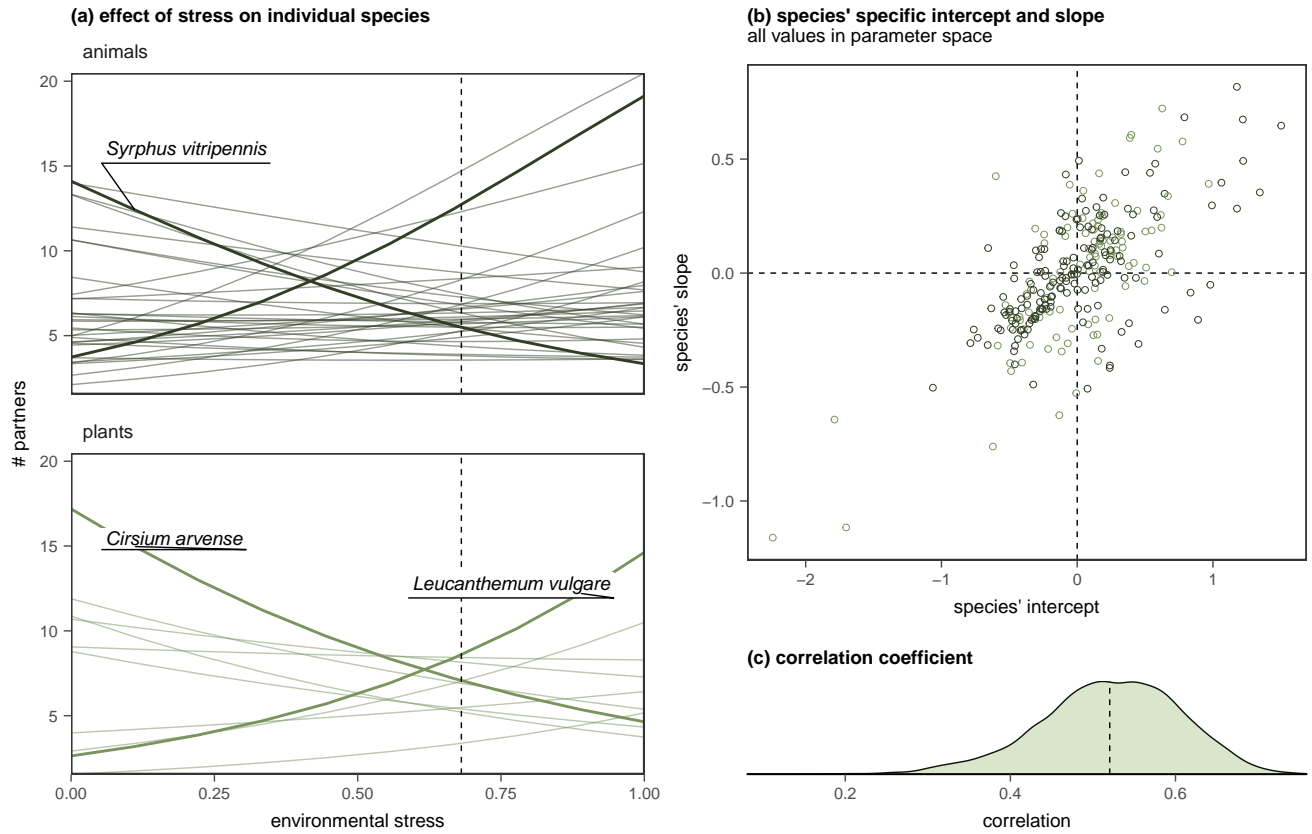 (a) effect of stress on individual species
animals
20
15
10
5
Syrphus vitripennis
# partners
plants
20
15
10
5
Cirsium arvense
Leucanthemum vulgare
0.00
0.25
0.50
0.75
1.00
environmental stress
(b) species' specific intercept and slope
all values in parameter space
0.5
0.0
−0.5
−1.0
species' slope
−2
−1
0
1
species' intercept
(c) correlation coefficient
0.2
0.4
0.6
correlation